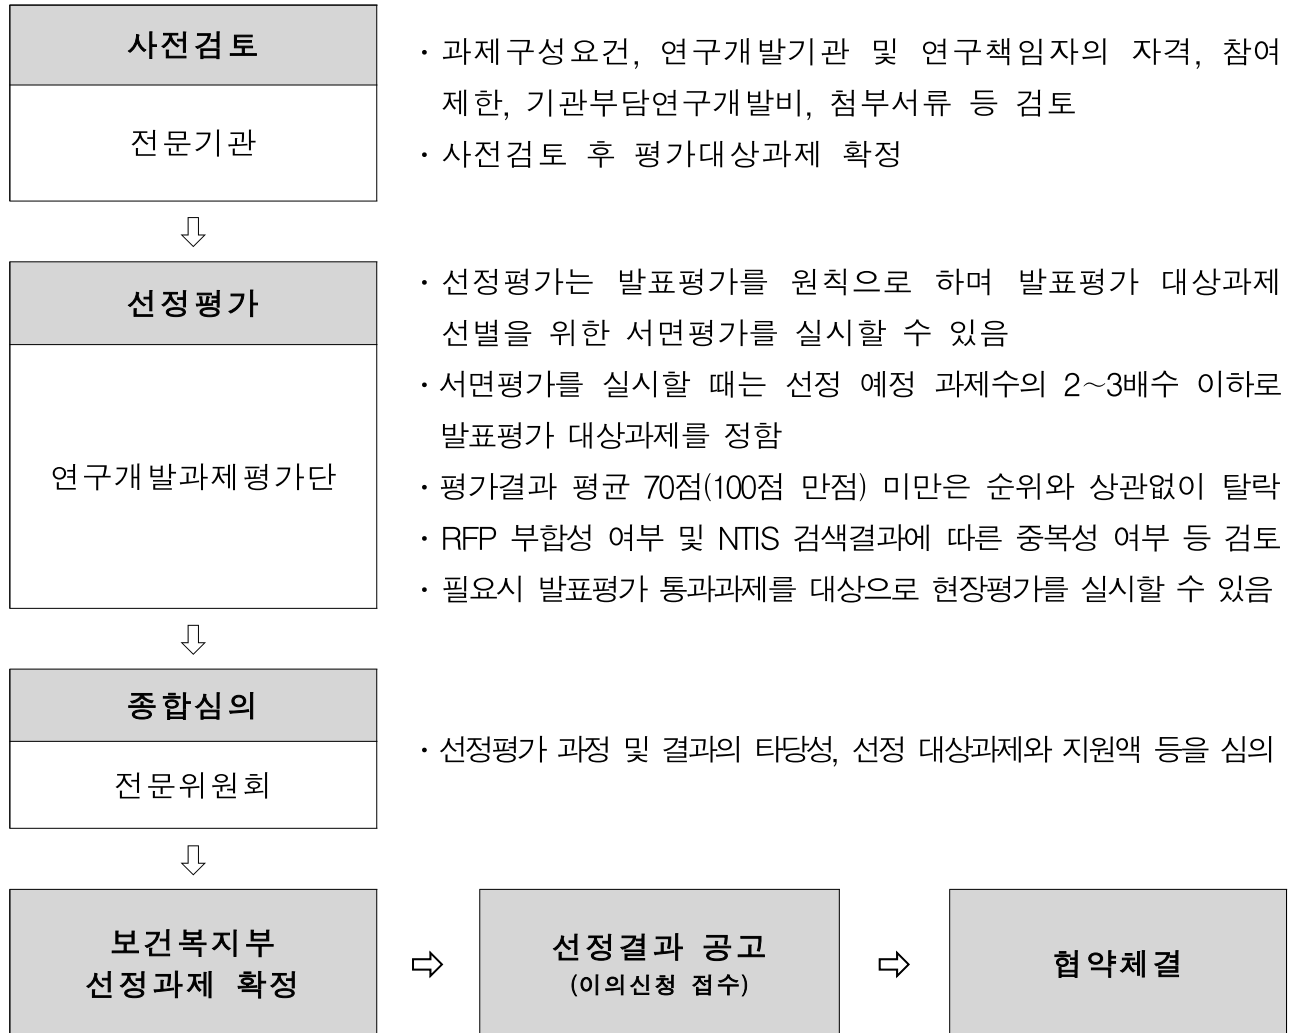 사전검토
전문기관
· 과제구성요건, 연구개발기관 및 연구책임자의 자격, 참여
제한, 기관부담연구개발비, 첨부서류 등 검토
· 사전검토 후 평가대상과제 확정
⇩
선정평가
연구개발과제평가단
· 선정평가는 발표평가를 원칙으로 하며 발표평가 대상과제
선별을 위한 서면평가를 실시할 수 있음
· 서면평가를 실시할 때는 선정 예정 과제수의 2~3배수 이하로
발표평가 대상과제를 정함
· 평가결과 평균 70점(100점 만점) 미만은 순위와 상관없이 탈락
· RFP 부합성 여부 및 NTIS 검색결과에 따른 중복성 여부 등 검토
· 필요시 발표평가 통과과제를 대상으로 현장평가를 실시할 수 있음
⇩
종합심의
전문위원회
· 선정평가 과정 및 결과의 타당성, 선정 대상과제와 지원액 등을 심의
⇩
보건복지부
선정과제 확정
⇨
선정결과 공고
(이의신청 접수)
⇨
협약체결